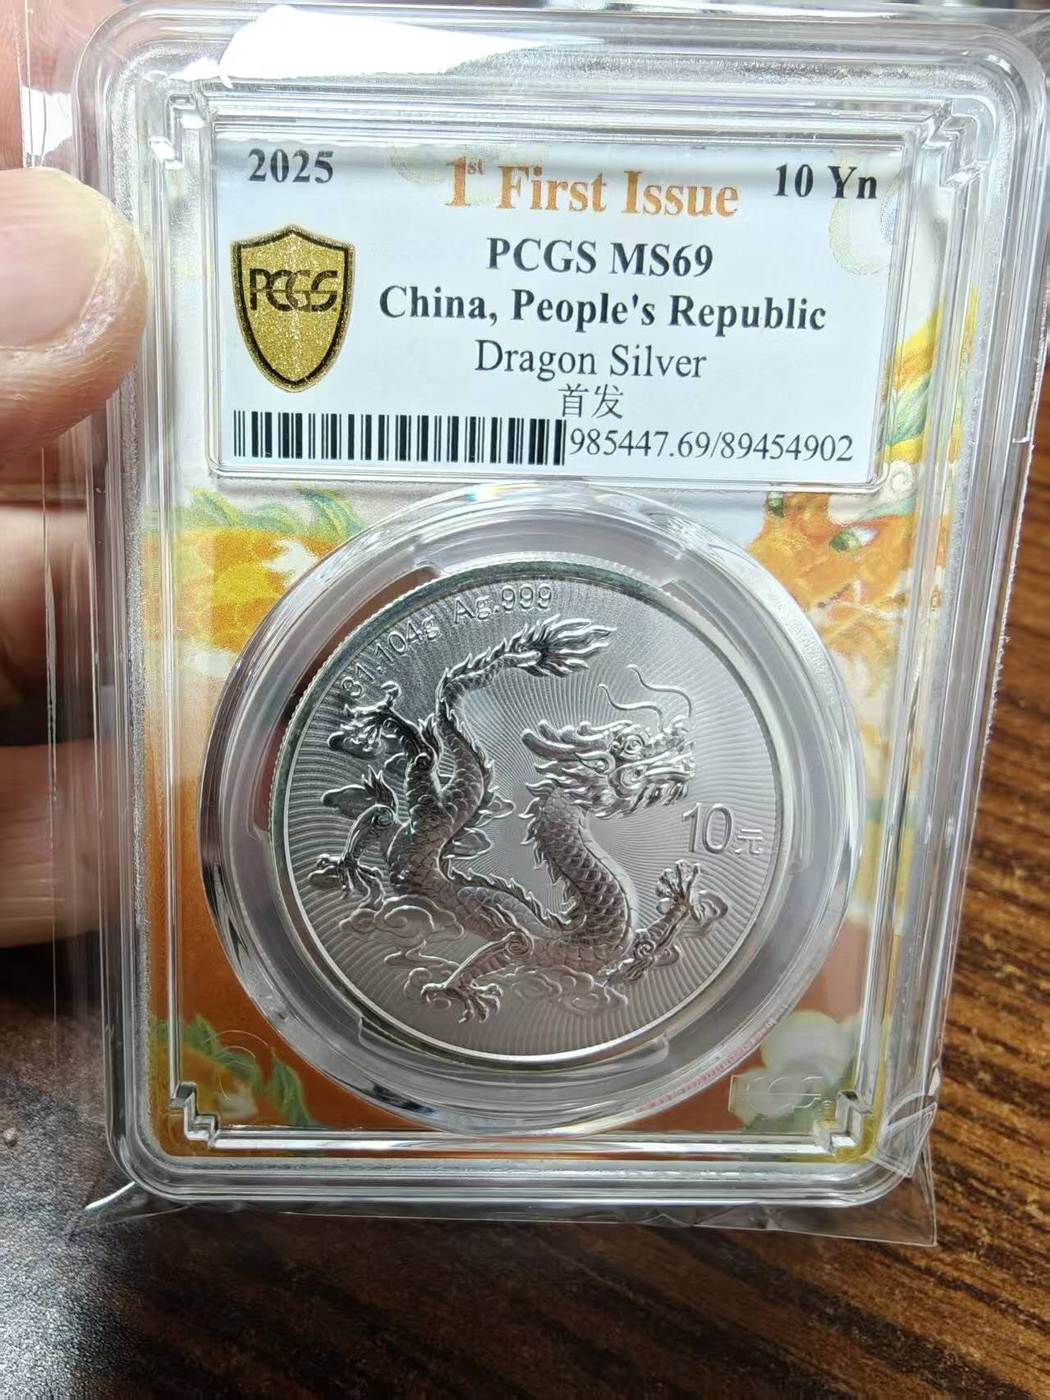 2025
1st First Issue
10 Yn
PCGS MS69
PCGS
China, People's Republic
Dragon Silver
首发
985447.69/89454902
31.104g Ag.999
10元